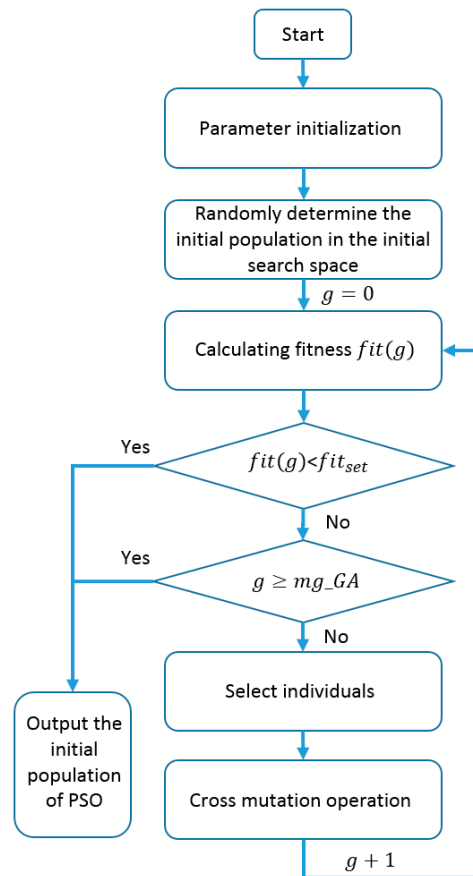 Start
Parameter initialization
Randomly determine the
initial population in the initial
search space
g = 0
Calculating fitness fit(g)
Yes
fit(g)<fit_set
No
Yes
g ≥ mg_GA
No
Select individuals
Output the
initial
population
of PSO
Cross mutation operation
g + 1